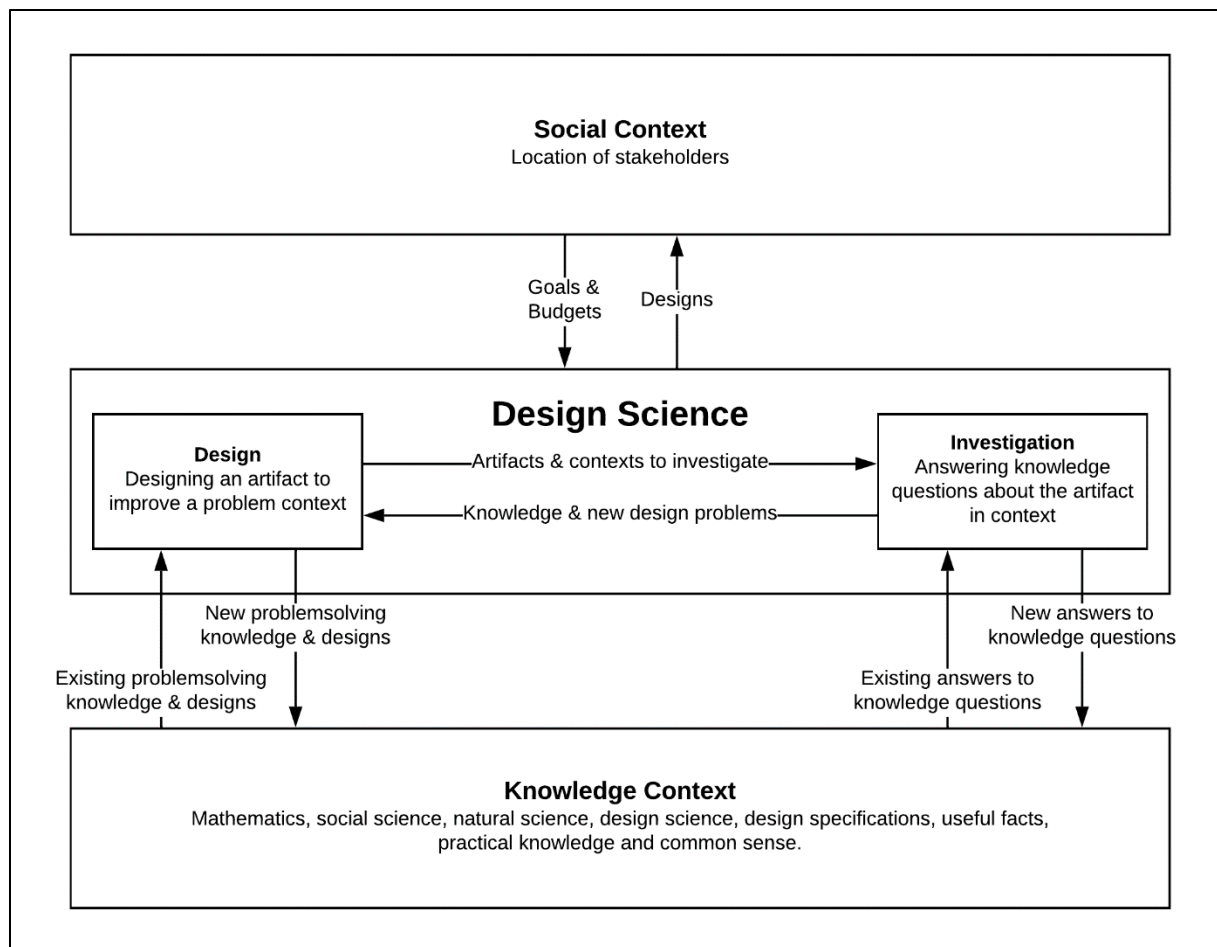 Social Context
Location of stakeholders
Goals &
Budgets
Designs
Design Science
Design
Designing an artifact to
improve a problem context
Artifacts & contexts to investigate
Knowledge & new design problems
Investigation
Answering knowledge
questions about the artifact
in context
New problemsolving
knowledge & designs
Existing problemsolving
knowledge & designs
New answers to
knowledge questions
Existing answers to
knowledge questions
Knowledge Context
Mathematics, social science, natural science, design science, design specifications, useful facts,
practical knowledge and common sense.